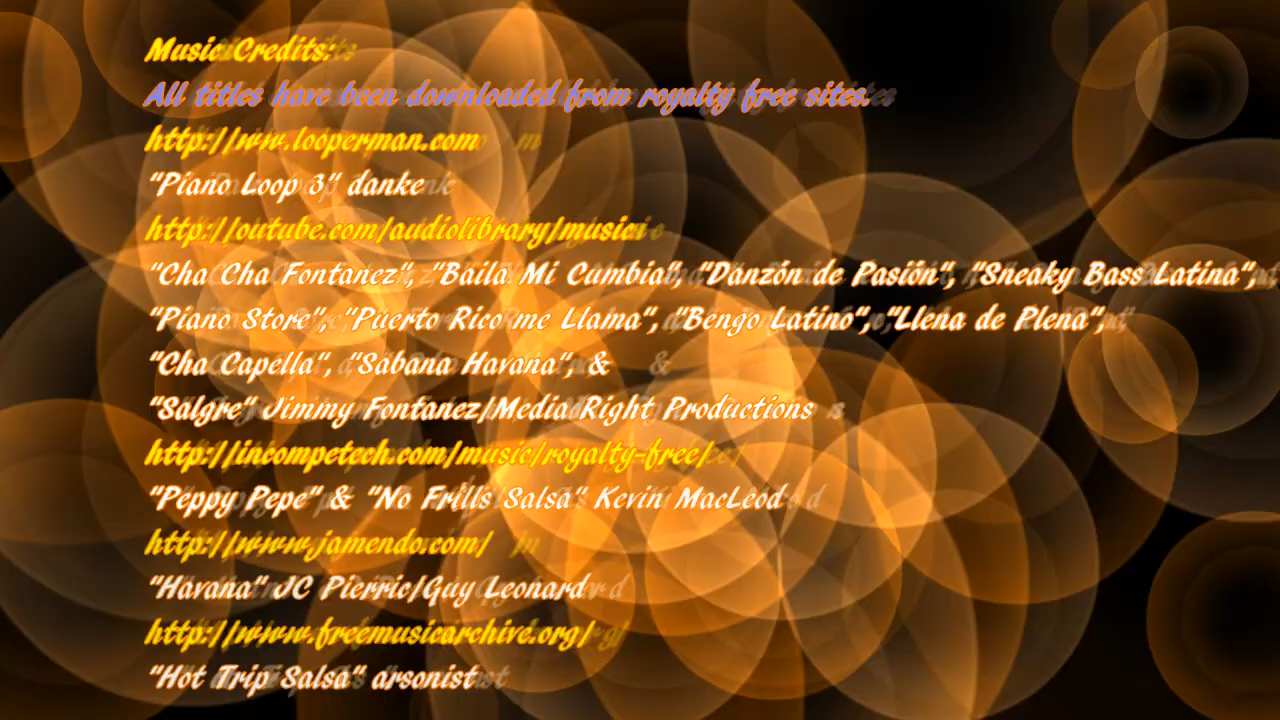 Music Credits:
All titles have been downloaded from royalty free sites.
http://ww.looperman.com
"Piano Loop 3" danke
http://outube.com/audiolibrary/music
"Cha Cha Fontanez", "Baila Mi Cumbia", "Danzón de Pasión", "Sneaky Bass Latina",
"Piano Store", "Puerto Rico me Llama", "Bengo Latino", "Llena de Plena",
"Cha Capella", "Sabana Havana", &
"Salgre" Jimmy Fontanez/Media Right Productions
http://incompetech.com/music/royalty-free/
"Peppy Pepe" & "No Frills Salsa" Kevin MacLeod
http://www.jamendo.com/
"Havana" JC Pierric/Guy Leonard
http://www.freemusicarchive.org/
"Hot Trip Salsa" arsonist